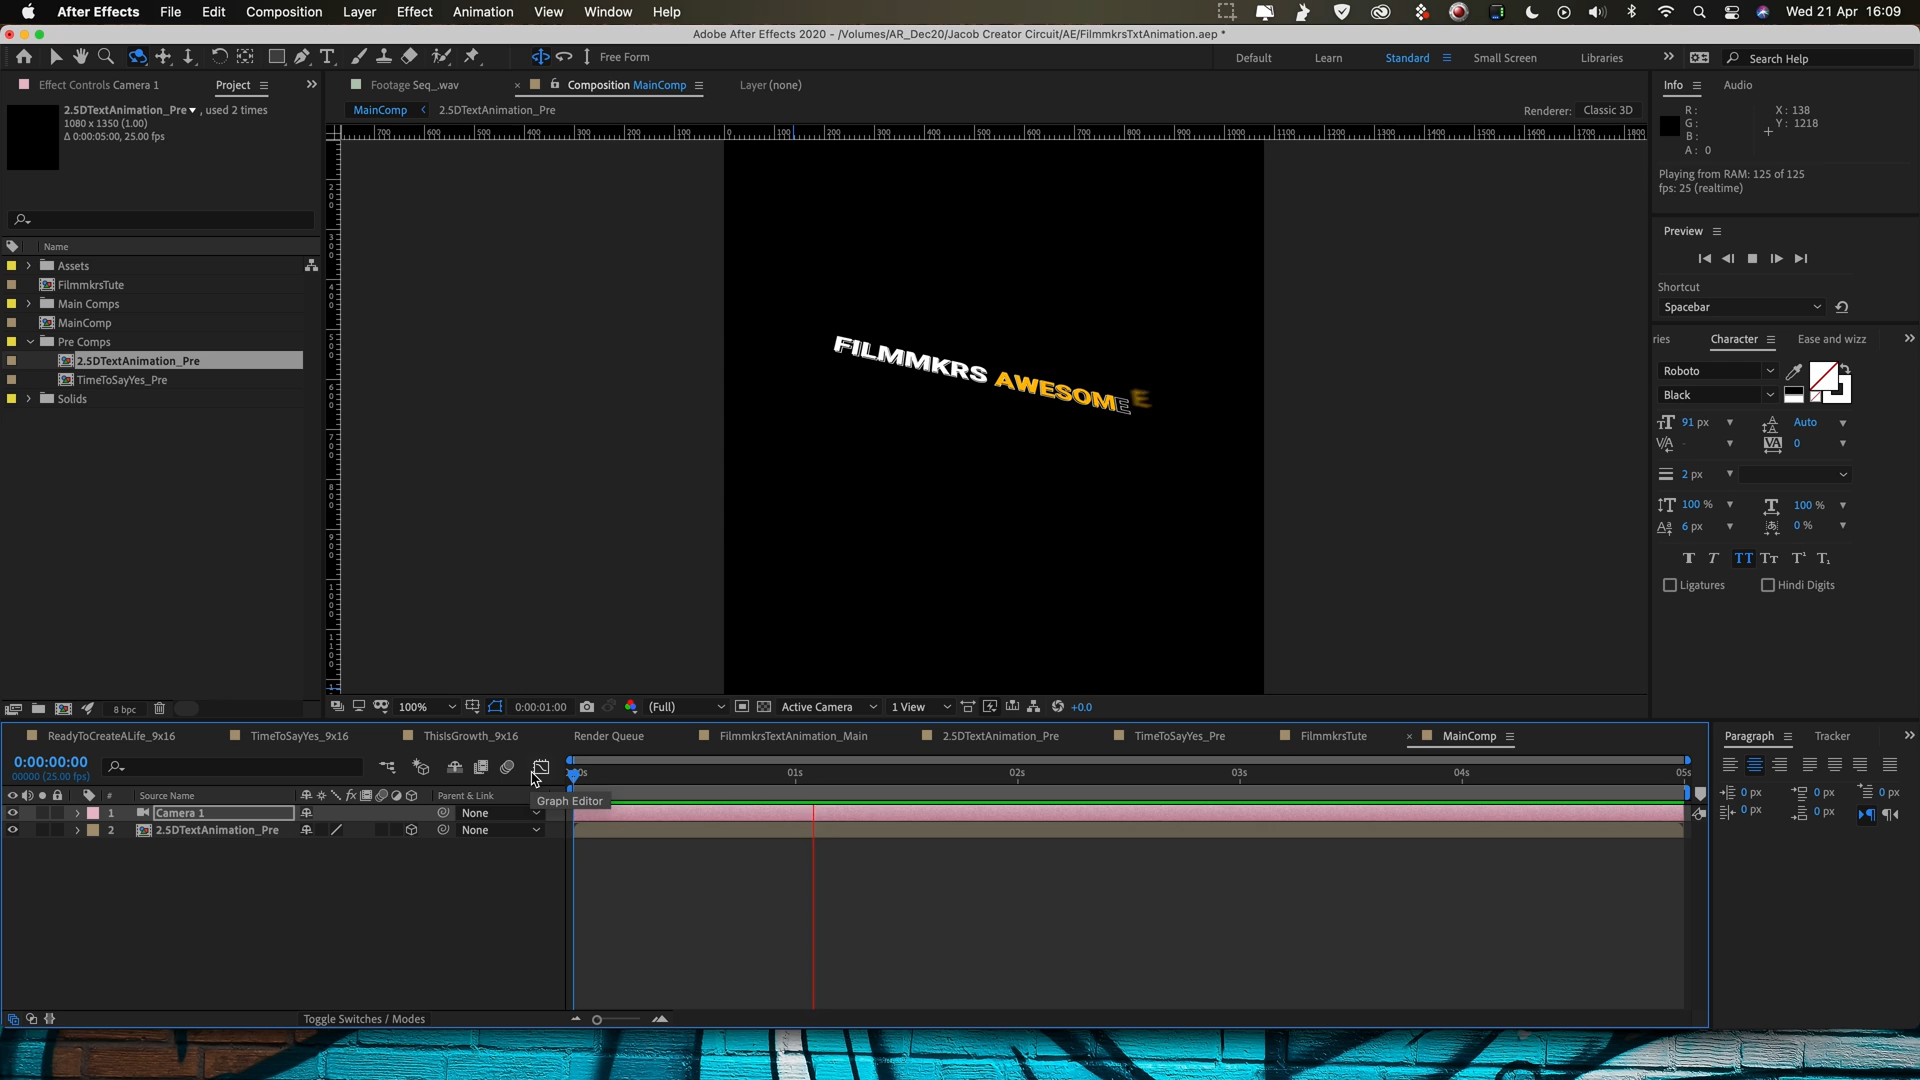 After Effects File Edit Composition Layer Effect Animation View Window Help Wed 21 Apr 16:09
Adobe After Effects 2020 - /Volumes/AR_Dec20/Jacob Creator Circuit/AE/FilmmkrsTxtAnimation.aep *
Free Form Default Learn Standard Small Screen Libraries Search Help
Effect Controls Camera 1 Project
Footage Seq_.wav Composition MainComp Layer (none)
Info Audio
2.5DTextAnimation_Pre , used 2 times
1080 x 1350 (1.00)
Δ 0:00:05:00, 25.00 fps
MainComp 2.5DTextAnimation_Pre Renderer: Classic 3D
R: X: 138
G: Y: 1218
B:
A: 0
Playing from RAM: 125 of 125
fps: 25 (realtime)
Name
Assets
FilmmkrsTute
Main Comps
MainComp
Pre Comps
2.5DTextAnimation_Pre
TimeToSayYes_Pre
Solids
FILMMKRS AWESOME E
Preview
Shortcut
Spacebar
ries Character Ease and wizz
Roboto
Black
91 px Auto
- 0
2 px
100 % 100 %
6 px 0 %
T T TT Tt T¹ T₁
Ligatures Hindi Digits
8 bpc
100% 0:00:01:00 (Full) Active Camera 1 View +0.0
ReadyToCreateALife_9x16 TimeToSayYes_9x16 ThisIsGrowth_9x16 Render Queue FilmmkrsTextAnimation_Main 2.5DTextAnimation_Pre TimeToSayYes_Pre FilmmkrsTute MainComp
Paragraph Tracker
0:00:00:00
00000 (25.00 fps)
01s 02s 03s 04s 05s
# Source Name Parent & Link
Graph Editor
1 Camera 1 None
2 2.5DTextAnimation_Pre None
0 px 0 px 0 px
0 px 0 px
Toggle Switches / Modes